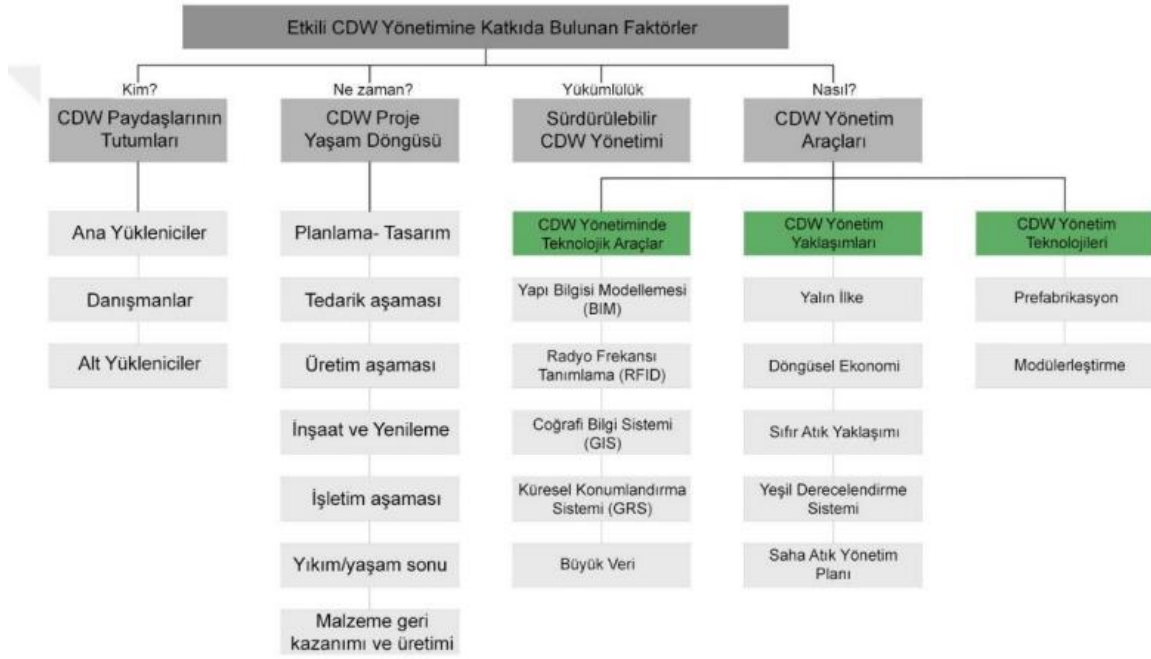 Etkili CDW Yönetimine Katkıda Bulunan Faktörler
Kim?
CDW Paydaşlarının
Tutumları
Ana Yükleniciler
Danışmanlar
Alt Yükleniciler
Ne zaman?
CDW Proje
Yaşam Döngüsü
Planlama- Tasarım
Tedarik aşaması
Üretim aşaması
İnşaat ve Yenileme
İşletim aşaması
Yıkım/yaşam sonu
Malzeme geri
kazanımı ve üretimi
Yükümlülük
Sürdürülebilir
CDW Yönetimi
Nasıl?
CDW Yönetim
Araçları
CDW Yönetiminde
Teknolojik Araçlar
Yapı Bilgisi Modellemesi
(BIM)
Radyo Frekansı
Tanımlama (RFID)
Coğrafi Bilgi Sistemi
(GIS)
Küresel Konumlandırma
Sistemi (GRS)
Büyük Veri
CDW Yönetim
Yaklaşımları
Yalın İlke
Döngüsel Ekonomi
Sıfır Atık Yaklaşımı
Yeşil Derecelendirme
Sistemi
Saha Atık Yönetim
Planı
CDW Yönetim
Teknolojileri
Prefabrikasyon
Modülerleştirme